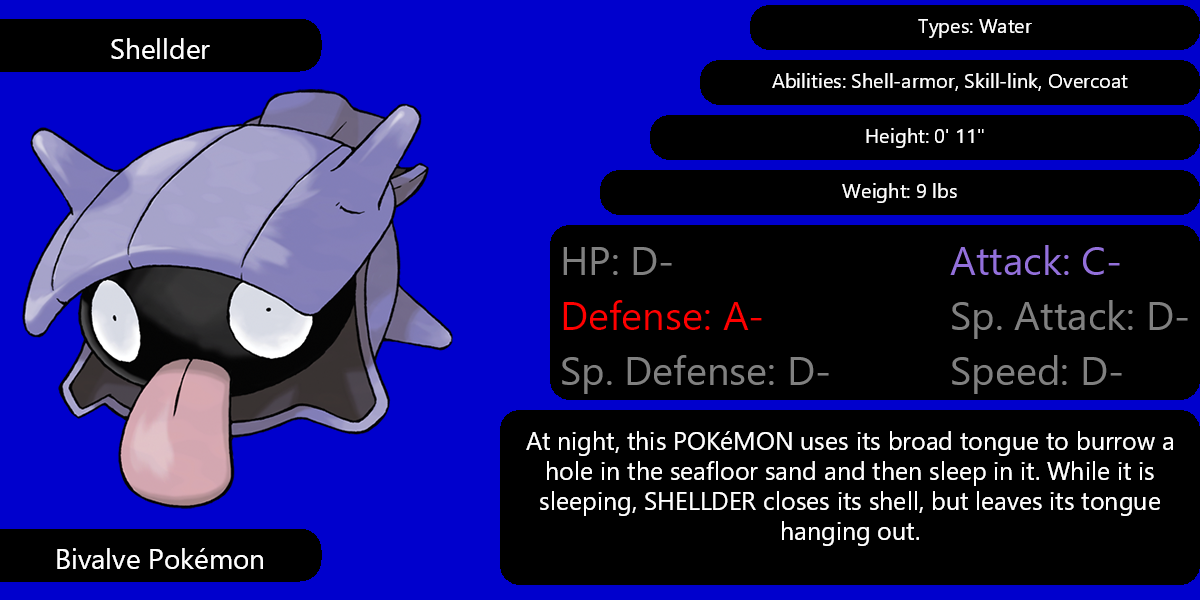 Shellder
Types: Water
Abilities: Shell-armor, Skill-link, Overcoat
Height: 0' 11"
Weight: 9 lbs
HP: D-
Attack: C-
Defense: A-
Sp. Attack: D-
Sp. Defense: D-
Speed: D-
At night, this POKéMON uses its broad tongue to burrow a
hole in the seafloor sand and then sleep in it. While it is
sleeping, SHELLDER closes its shell, but leaves its tongue
hanging out.
Bivalve Pokémon